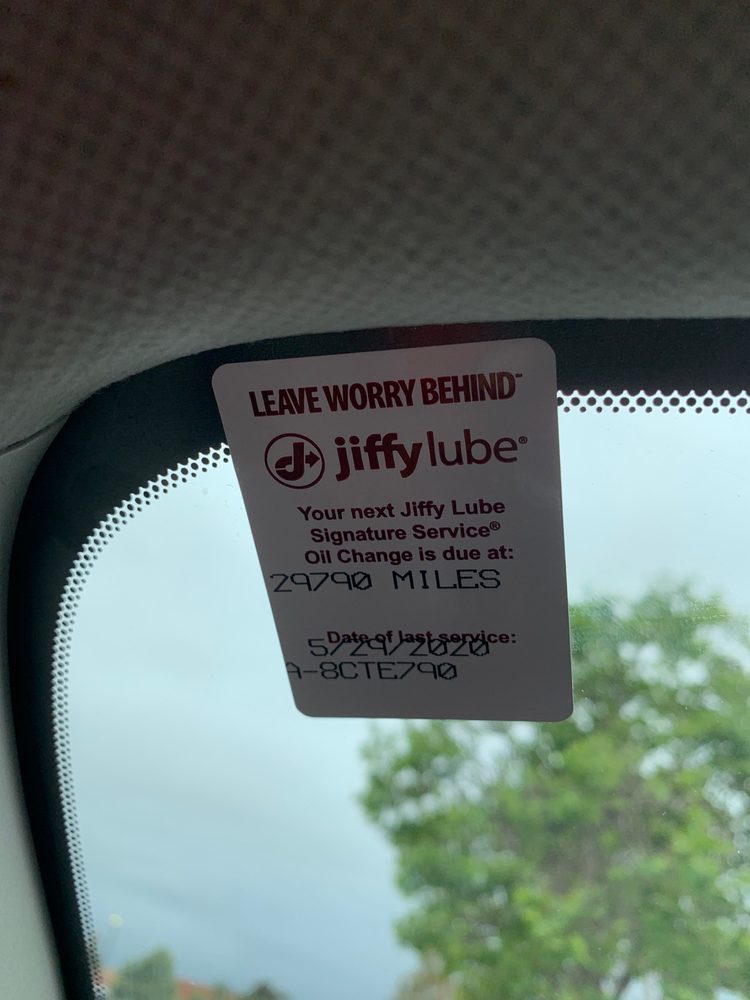 LEAVE WORRY BEHIND™
jiffy lube®
Your next Jiffy Lube
Signature Service®
Oil Change is due at:
29790 MILES
Date of last service:
5/29/2020
A-8CTE790